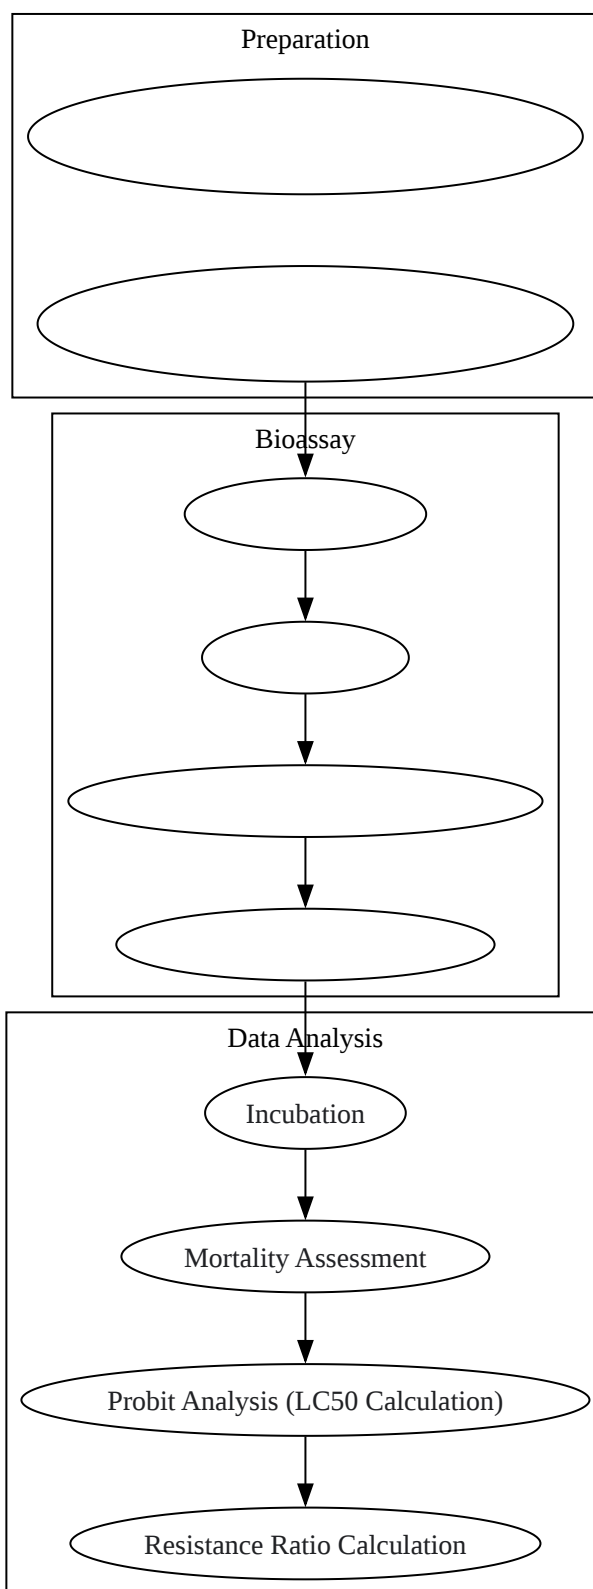 Preparation
Bioassay
Data Analysis
Incubation
Mortality Assessment
Probit Analysis (LC50 Calculation)
Resistance Ratio Calculation